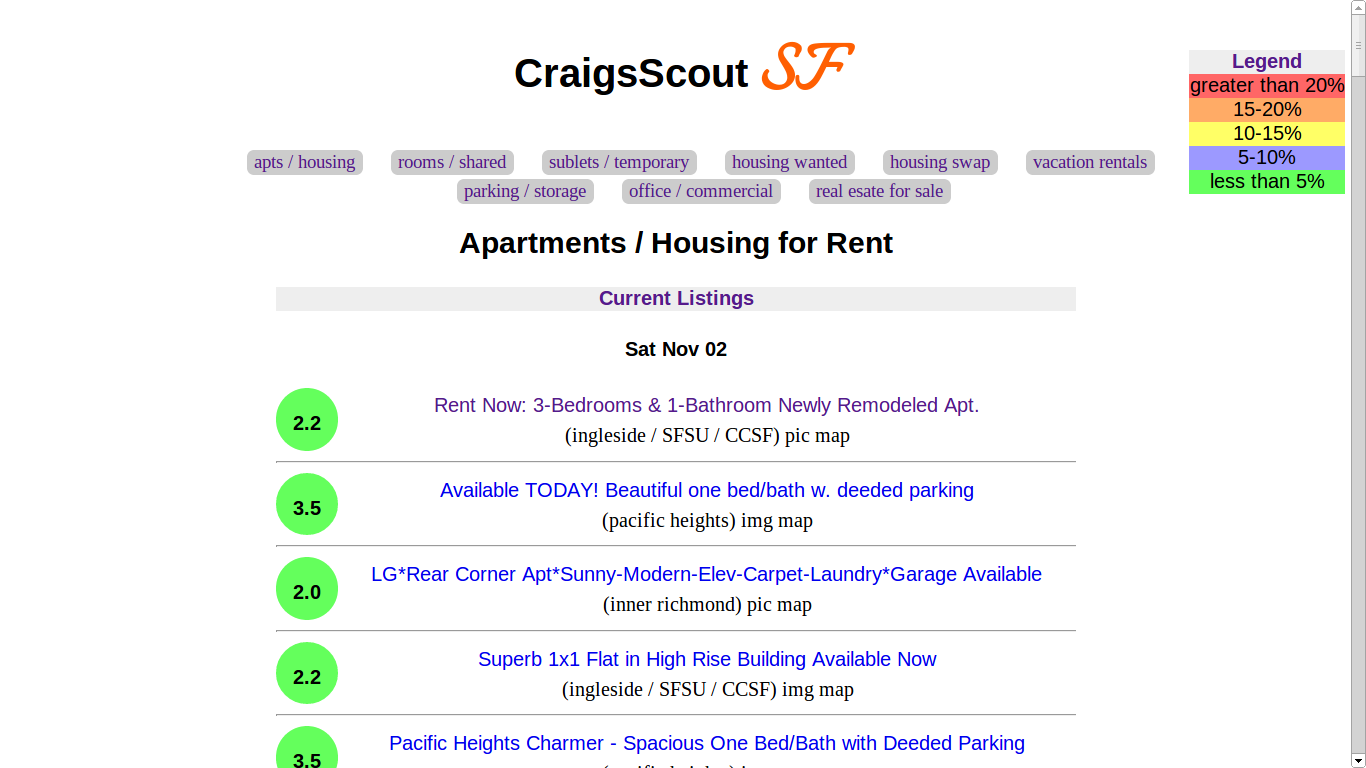 CraigsScout SF
Legend
greater than 20%
15-20%
10-15%
5-10%
less than 5%
apts / housing rooms / shared sublets / temporary housing wanted housing swap vacation rentals
parking / storage office / commercial real esate for sale
Apartments / Housing for Rent
Current Listings
Sat Nov 02
2.2
Rent Now: 3-Bedrooms & 1-Bathroom Newly Remodeled Apt.
(ingleside / SFSU / CCSF) pic map
3.5
Available TODAY! Beautiful one bed/bath w. deeded parking
(pacific heights) img map
2.0
LG*Rear Corner Apt*Sunny-Modern-Elev-Carpet-Laundry*Garage Available
(inner richmond) pic map
2.2
Superb 1x1 Flat in High Rise Building Available Now
(ingleside / SFSU / CCSF) img map
3.5
Pacific Heights Charmer - Spacious One Bed/Bath with Deeded Parking